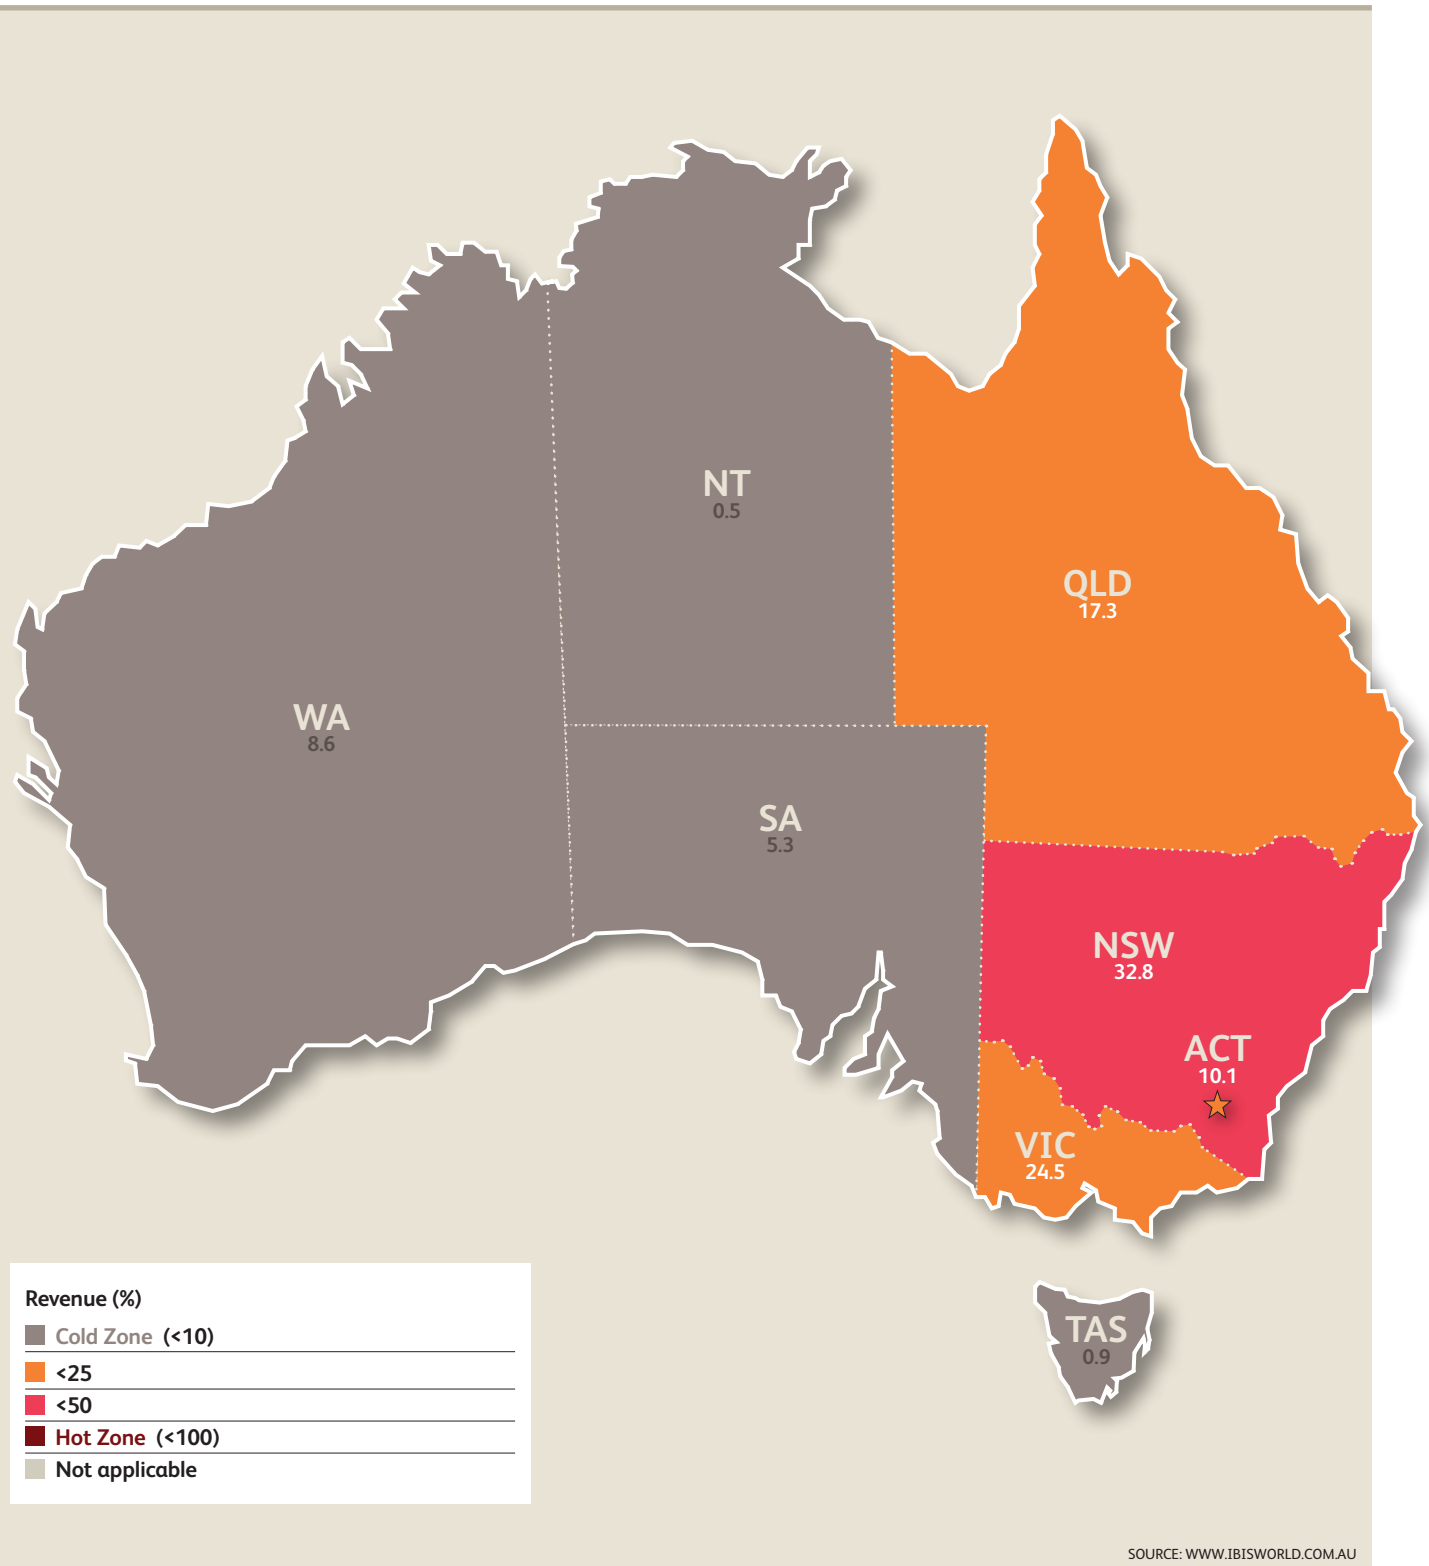 NT
0.5
QLD
17.3
WA
8.6
SA
5.3
NSW
32.8
ACT
10.1
VIC
24.5
TAS
0.9
Revenue (%)
Cold Zone (<10)
<25
<50
Hot Zone (<100)
Not applicable
SOURCE: WWW.IBISWORLD.COM.AU